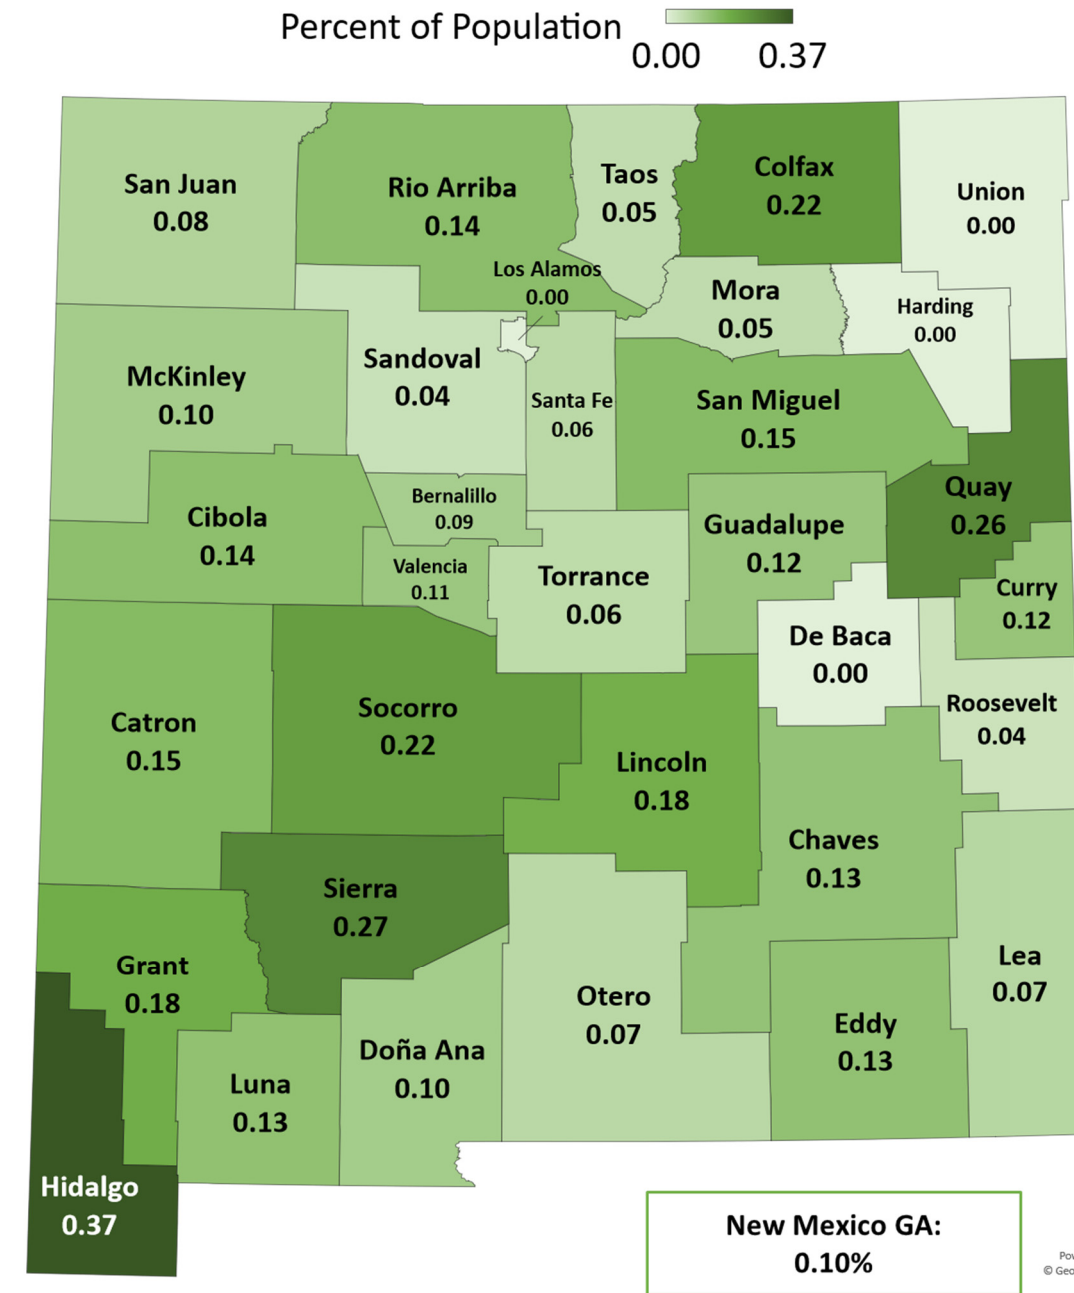 Percent of Population
0.00 0.37
San Juan
0.08
Rio Arriba
0.14
Taos
0.05
Colfax
0.22
Union
0.00
Los Alamos
0.00
Mora
0.05
Harding
0.00
McKinley
0.10
Sandoval
0.04
Santa Fe
0.06
San Miguel
0.15
Quay
0.26
Cibola
0.14
Bernalillo
0.09
Guadalupe
0.12
Valencia
0.11
Torrance
0.06
Curry
0.12
De Baca
0.00
Catron
0.15
Socorro
0.22
Lincoln
0.18
Roosevelt
0.04
Chaves
0.13
Sierra
0.27
Grant
0.18
Otero
0.07
Lea
0.07
Eddy
0.13
Doña Ana
0.10
Luna
0.13
Hidalgo
0.37
New Mexico GA:
0.10%
Pow
© Geo